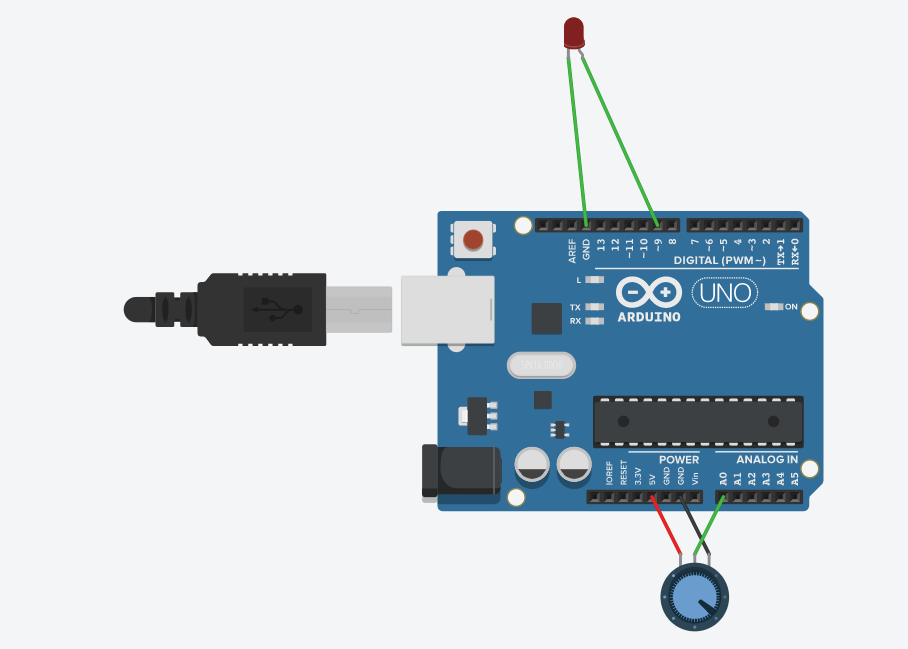 AREF
GND
13
12
~11
~10
~9
8
7
~6
~5
4
~3
2
TX→1
RX←0
DIGITAL (PWM~)
L
TX
RX
ARDUINO
UNO
ON
POWER
ANALOG IN
IOREF
RESET
3.3V
5V
GND
GND
Vin
A0
A1
A2
A3
A4
A5